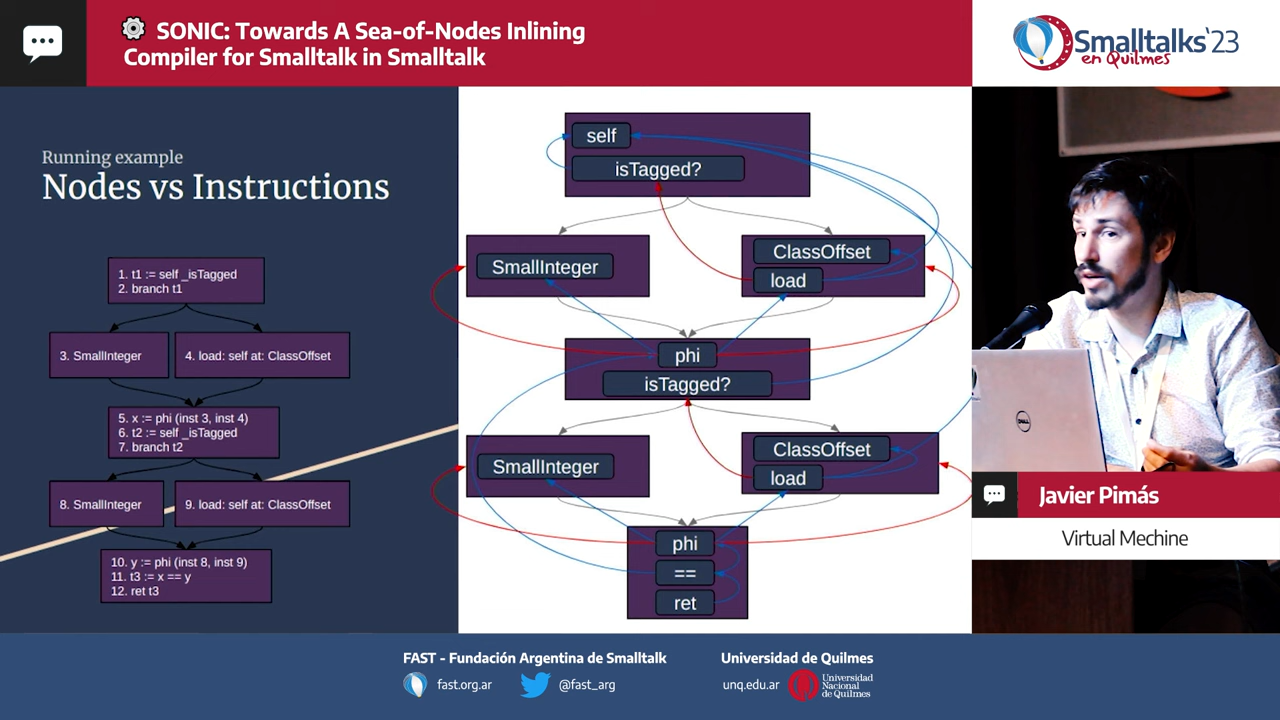 SONIC: Towards A Sea-of-Nodes Inlining
Compiler for Smalltalk in Smalltalk
Smalltalks'23
en Quilmes
Running example
Nodes vs Instructions
1. t1 := self _isTagged
2. branch t1
3. SmallInteger
4. load: self at: ClassOffset
5. x := phi (inst 3, inst 4)
6. t2 := self _isTagged
7. branch t2
8. SmallInteger
9. load: self at: ClassOffset
10. y := phi (inst 8, inst 9)
11. t3 := x == y
12. ret t3
self
isTagged?
SmallInteger
ClassOffset
load
phi
isTagged?
SmallInteger
ClassOffset
load
phi
==
ret
DELL
Javier Pimás
Virtual Mechine
FAST - Fundación Argentina de Smalltalk
fast.org.ar
@fast_arg
Universidad de Quilmes
unq.edu.ar
Universidad
Nacional
de Quilmes